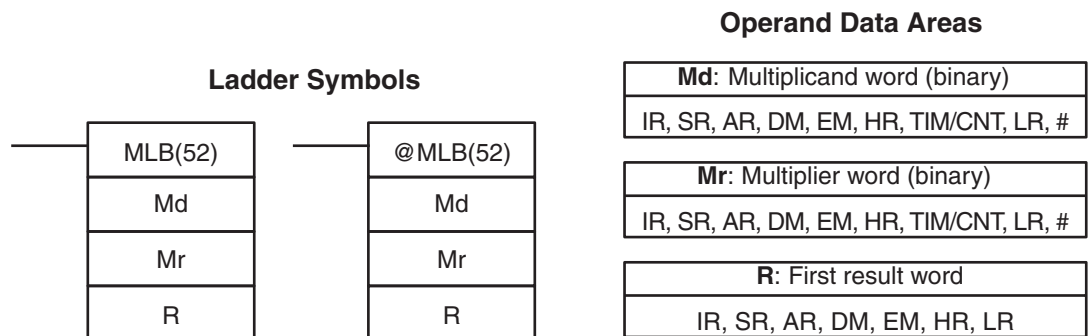 Operand Data Areas
Ladder Symbols
MLB(52)
Md
Mr
R
@MLB(52)
Md
Mr
R
Md: Multiplicand word (binary)
IR, SR, AR, DM, EM, HR, TIM/CNT, LR, #
Mr: Multiplier word (binary)
IR, SR, AR, DM, EM, HR, TIM/CNT, LR, #
R: First result word
IR, SR, AR, DM, EM, HR, LR